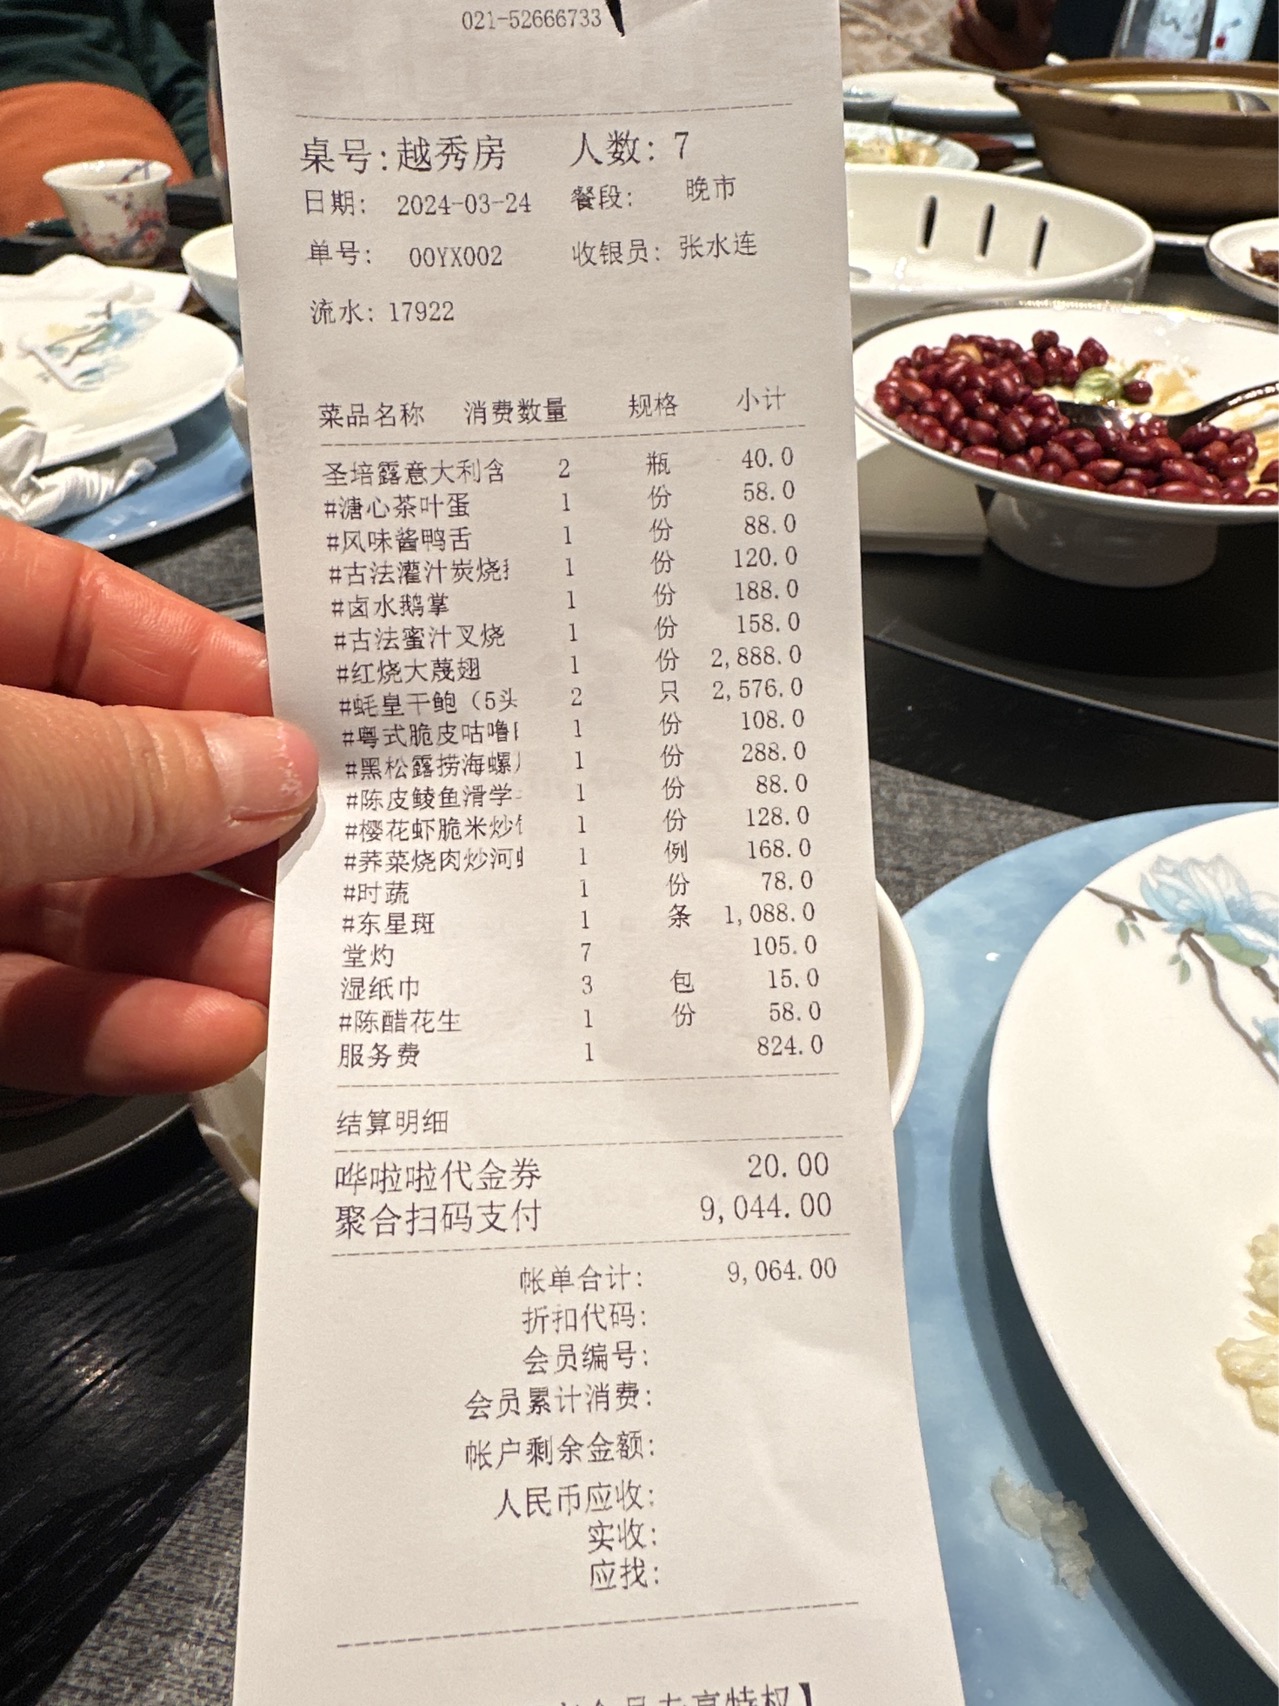 021-52666733
桌号:越秀房 人数: 7
日期: 2024-03-24 餐段: 晚市
单号: 00YX002 收银员: 张水连
流水: 17922
菜品名称 消费数量 规格 小计
圣培露意大利含 2 瓶 40.0
#溏心茶叶蛋 1 份 58.0
#风味酱鸭舌 1 份 88.0
#古法灌汁炭烧 1 份 120.0
#卤水鹅掌 1 份 188.0
#古法蜜汁叉烧 1 份 158.0
#红烧大蔑翅 1 份 2,888.0
#蚝皇干鲍（5头 2 只 2,576.0
#粤式脆皮咕噜 1 份 108.0
#黑松露捞海螺 1 份 288.0
#陈皮鲮鱼滑学 1 份 88.0
#樱花虾脆米炒 1 份 128.0
#荞菜烧肉炒河 1 例 168.0
#时蔬 1 份 78.0
#东星斑 1 条 1,088.0
堂灼 7 105.0
湿纸巾 3 包 15.0
#陈醋花生 1 份 58.0
服务费 1 824.0
结算明细
哗啦啦代金券 20.00
聚合扫码支付 9,044.00
帐单合计: 9,064.00
折扣代码:
会员编号:
会员累计消费:
帐户剩余金额:
人民币应收:
实收:
应找:
会员专享特权】